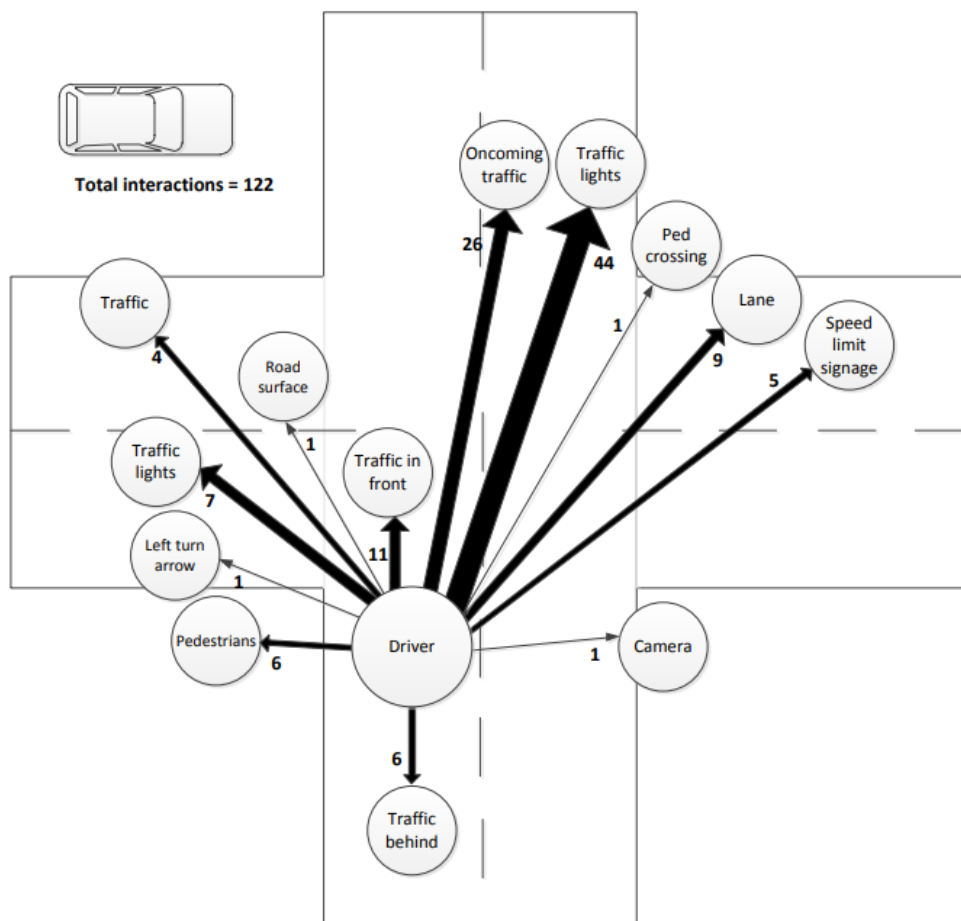 Total interactions = 122
Oncoming
traffic
Traffic
lights
26
44
Ped
crossing
1
Lane
9
Speed
limit
signage
5
Traffic
4
Road
surface
1
Traffic
lights
7
Traffic in
front
11
Left turn
arrow
1
Pedestrians
6
Driver
1
Camera
6
Traffic
behind